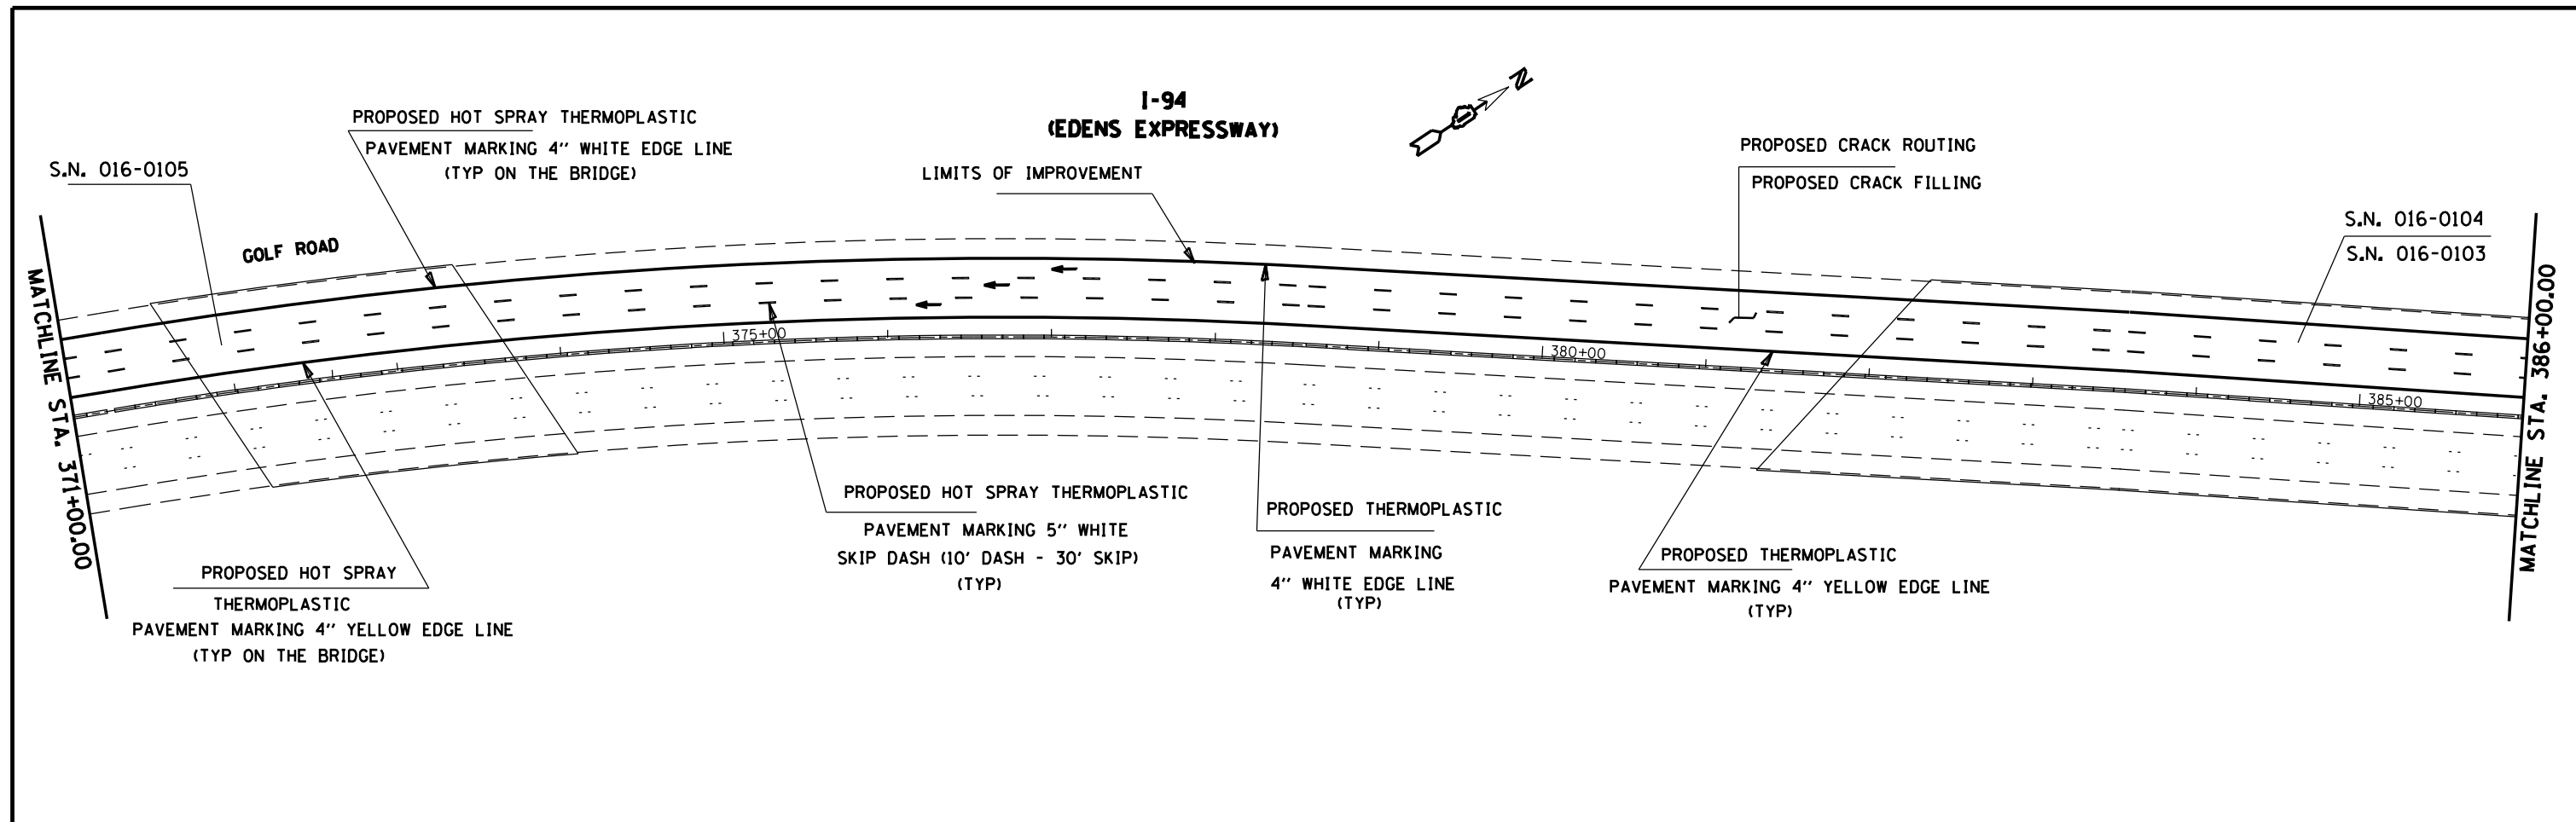 I-94
(EDENS EXPRESSWAY)
N
PROPOSED HOT SPRAY THERMOPLASTIC
PAVEMENT MARKING 4'' WHITE EDGE LINE
(TYP ON THE BRIDGE)
S.N. 016-0105
LIMITS OF IMPROVEMENT
PROPOSED CRACK ROUTING
PROPOSED CRACK FILLING
S.N. 016-0104
S.N. 016-0103
GOLF ROAD
MATCHLINE STA. 371+00.00
375+00
380+00
385+00
MATCHLINE STA. 386+00.00
PROPOSED HOT SPRAY
THERMOPLASTIC
PAVEMENT MARKING 4'' YELLOW EDGE LINE
(TYP ON THE BRIDGE)
PROPOSED HOT SPRAY THERMOPLASTIC
PAVEMENT MARKING 5'' WHITE
SKIP DASH (10' DASH - 30' SKIP)
(TYP)
PROPOSED THERMOPLASTIC
PAVEMENT MARKING
4'' WHITE EDGE LINE
(TYP)
PROPOSED THERMOPLASTIC
PAVEMENT MARKING 4'' YELLOW EDGE LINE
(TYP)